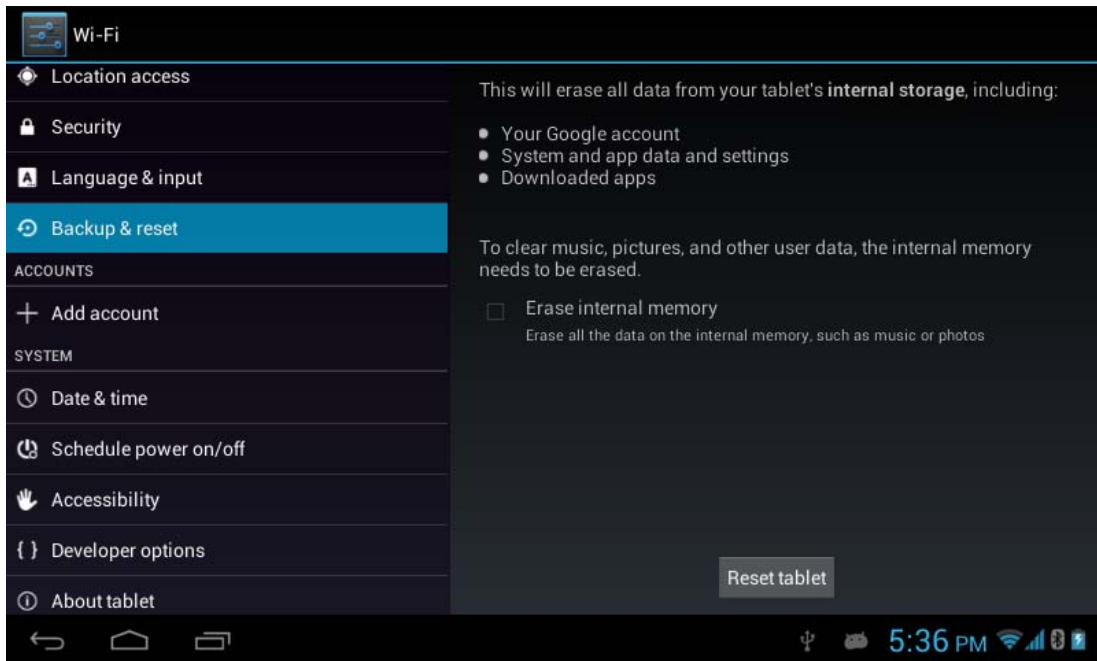 Wi-Fi
Location access
Security
Language & input
Backup & reset
ACCOUNTS
Add account
SYSTEM
Date & time
Schedule power on/off
Accessibility
{ } Developer options
About tablet
This will erase all data from your tablet's internal storage, including:
Your Google account
System and app data and settings
Downloaded apps
To clear music, pictures, and other user data, the internal memory
needs to be erased.
Erase internal memory
Erase all the data on the internal memory, such as music or photos
Reset tablet
5:36 PM